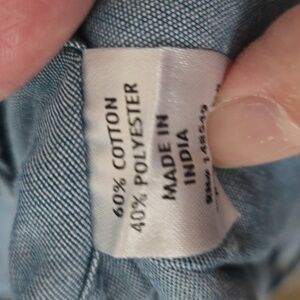 60% COTTON
40% POLYESTER
MADE IN
INDIA